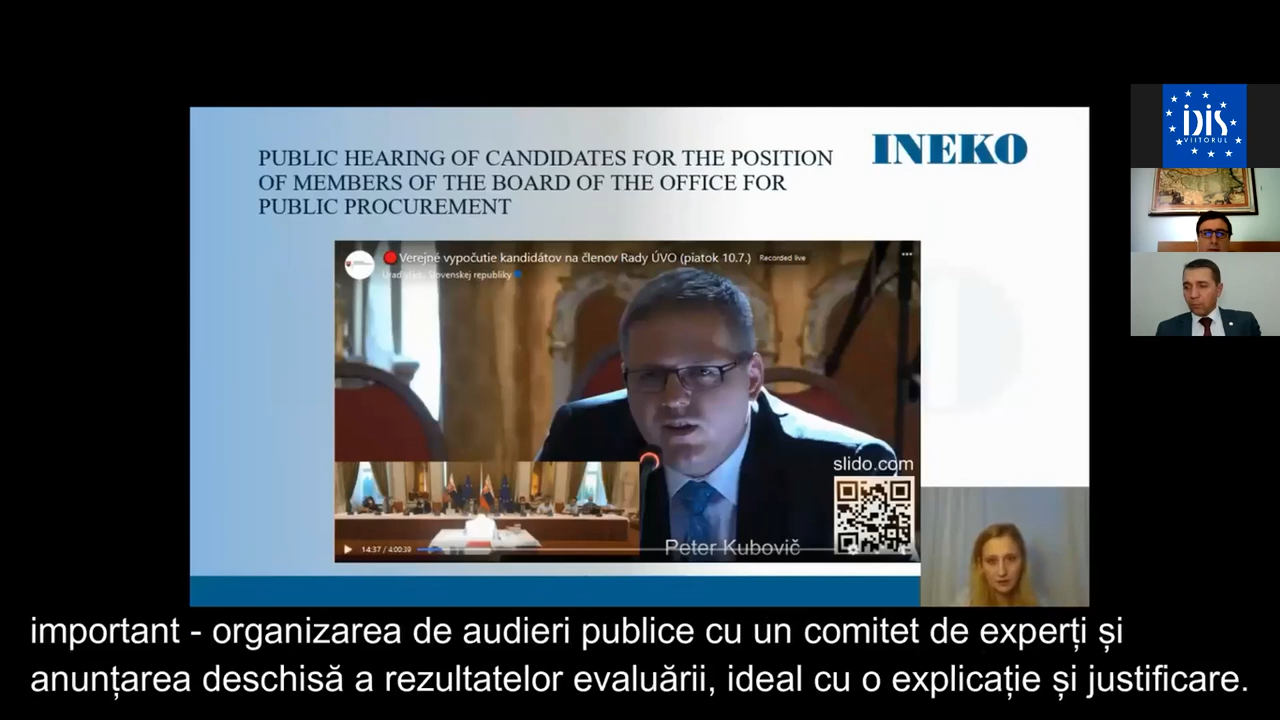 PUBLIC HEARING OF CANDIDATES FOR THE POSITION
OF MEMBERS OF THE BOARD OF THE OFFICE FOR
PUBLIC PROCUREMENT
INEKO
Verejné vypočutie kandidátov na členov Rady ÚVO (piatok 10.7.)
Recorded live
Úrad vlády Slovenskej republiky
slido.com
14:37 / 4:00:39
Peter Kubovič
iDiS
VIITORUL
important - organizarea de audieri publice cu un comitet de experți și
anunțarea deschisă a rezultatelor evaluării, ideal cu o explicație și justificare.